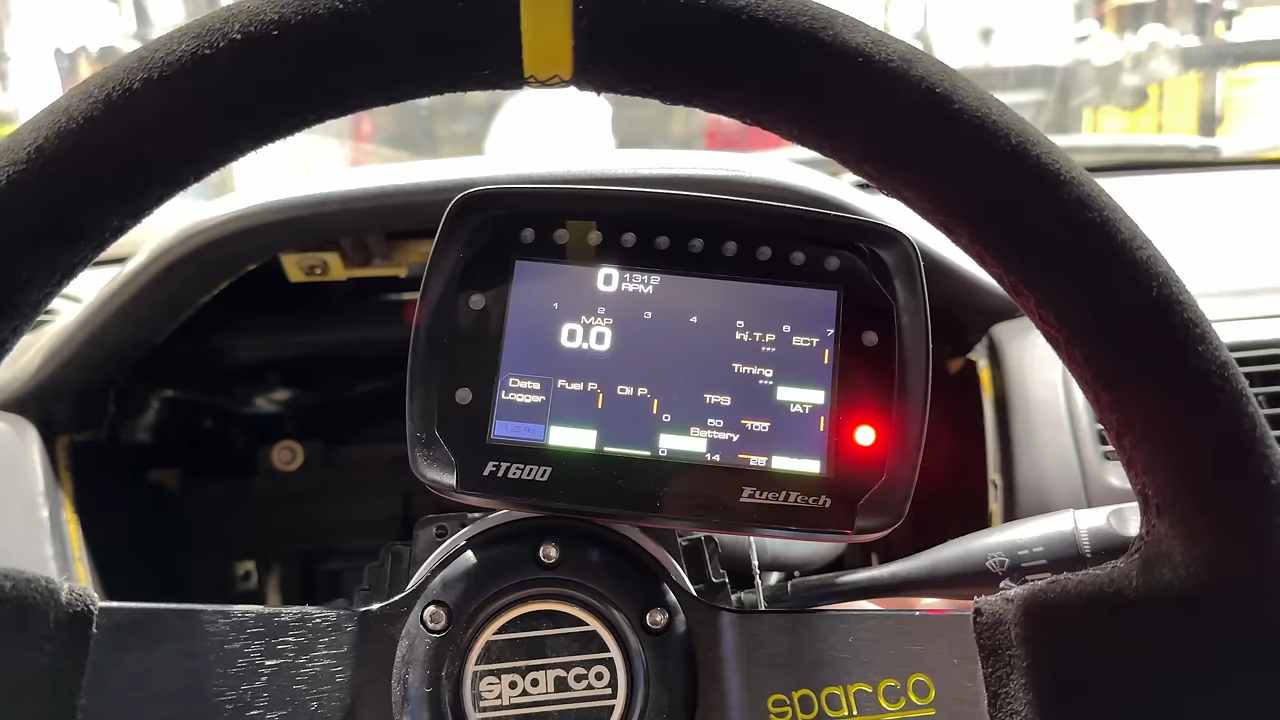 0 1312
RPM
1 2 3 4 5 6 7
MAP
0.0
Inj.T.P
***
ECT
Timing
***
Data
Logger
Fuel P.
Oil P.
TPS
0 50 100
IAT
Battery
0 14 28
FT600
FuelTech
sparco
sparco